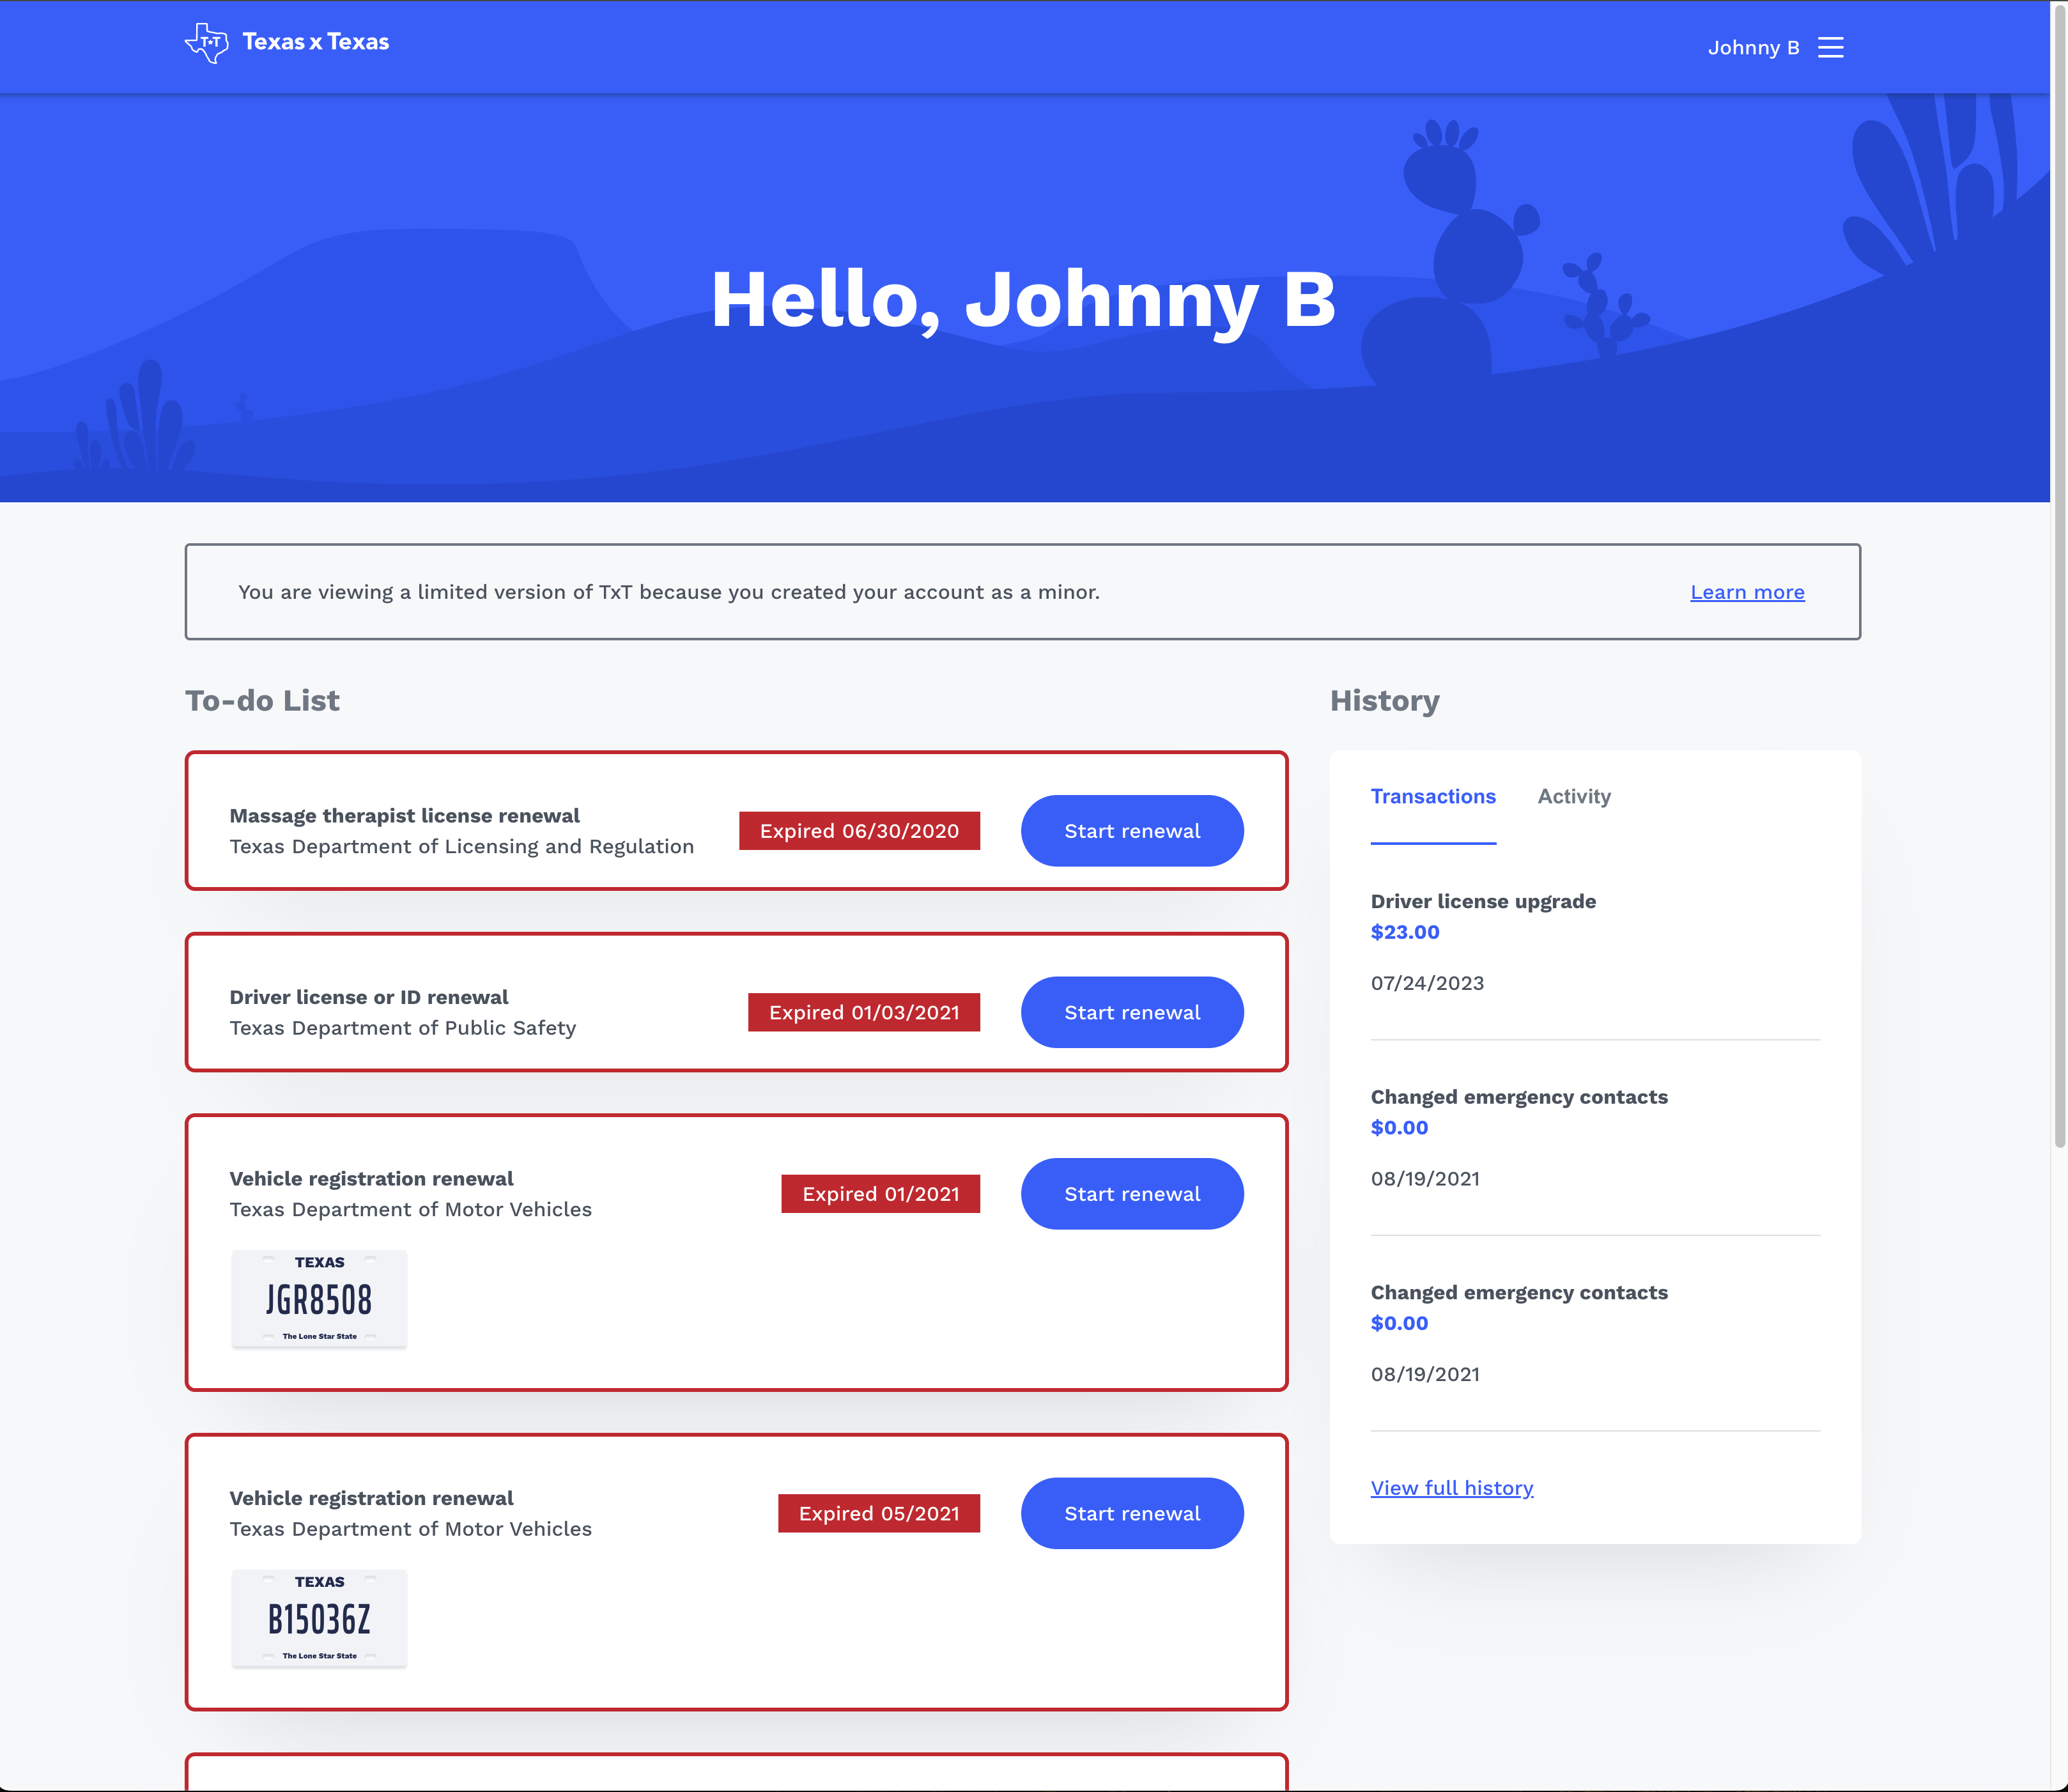 T★T
Texas x Texas
Johnny B
Hello, Johnny B
You are viewing a limited version of TxT because you created your account as a minor.
Learn more
To-do List
Massage therapist license renewal
Texas Department of Licensing and Regulation
Expired 06/30/2020
Start renewal
Driver license or ID renewal
Texas Department of Public Safety
Expired 01/03/2021
Start renewal
Vehicle registration renewal
Texas Department of Motor Vehicles
Expired 01/2021
Start renewal
TEXAS
JGR8508
The Lone Star State
Vehicle registration renewal
Texas Department of Motor Vehicles
Expired 05/2021
Start renewal
TEXAS
B15036Z
The Lone Star State
History
Transactions
Activity
Driver license upgrade
$23.00
07/24/2023
Changed emergency contacts
$0.00
08/19/2021
Changed emergency contacts
$0.00
08/19/2021
View full history